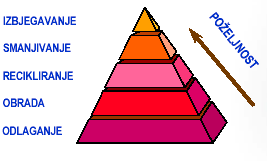 IZBJEGAVANJE
SMANJIVANJE
RECIKLIRANJE
OBRADA
ODLAGANJE
POŽELJNOST